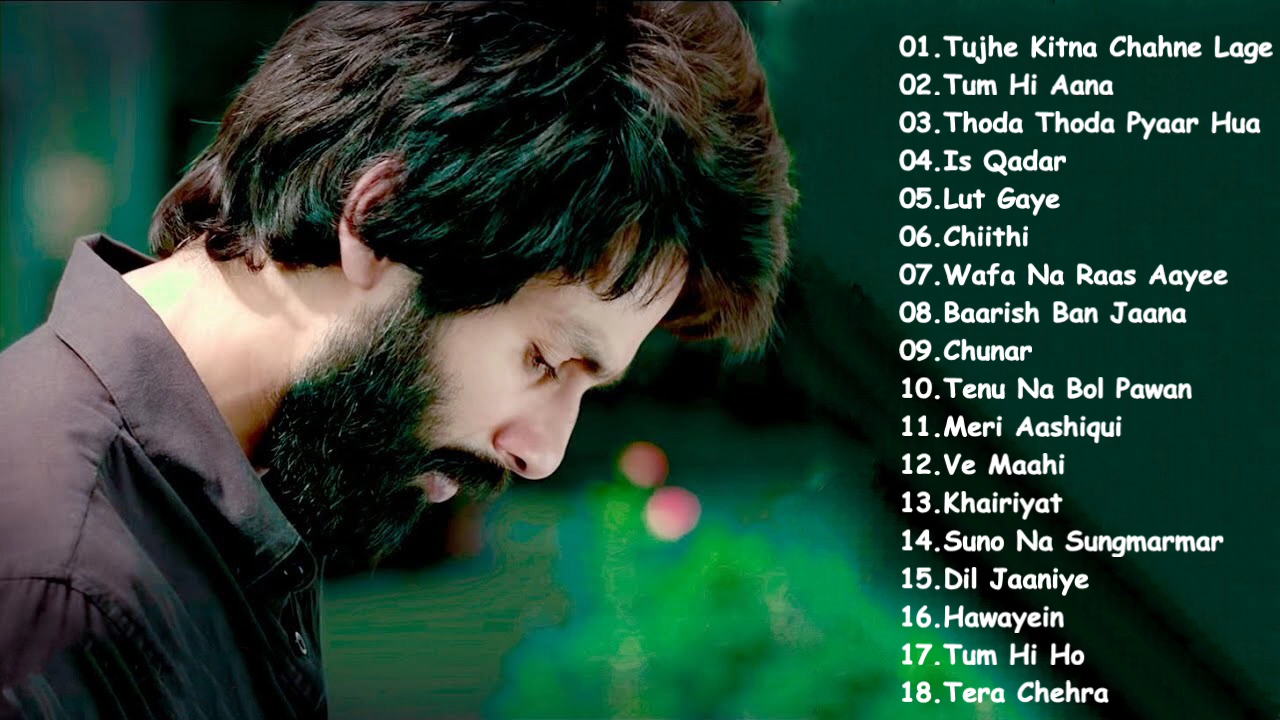 01.Tujhe Kitna Chahne Lage
02.Tum Hi Aana
03.Thoda Thoda Pyaar Hua
04.Is Qadar
05.Lut Gaye
06.Chiithi
07.Wafa Na Raas Aayee
08.Baarish Ban Jaana
09.Chunar
10.Tenu Na Bol Pawan
11.Meri Aashiqui
12.Ve Maahi
13.Khairiyat
14.Suno Na Sungmarmar
15.Dil Jaaniye
16.Hawayein
17.Tum Hi Ho
18.Tera Chehra